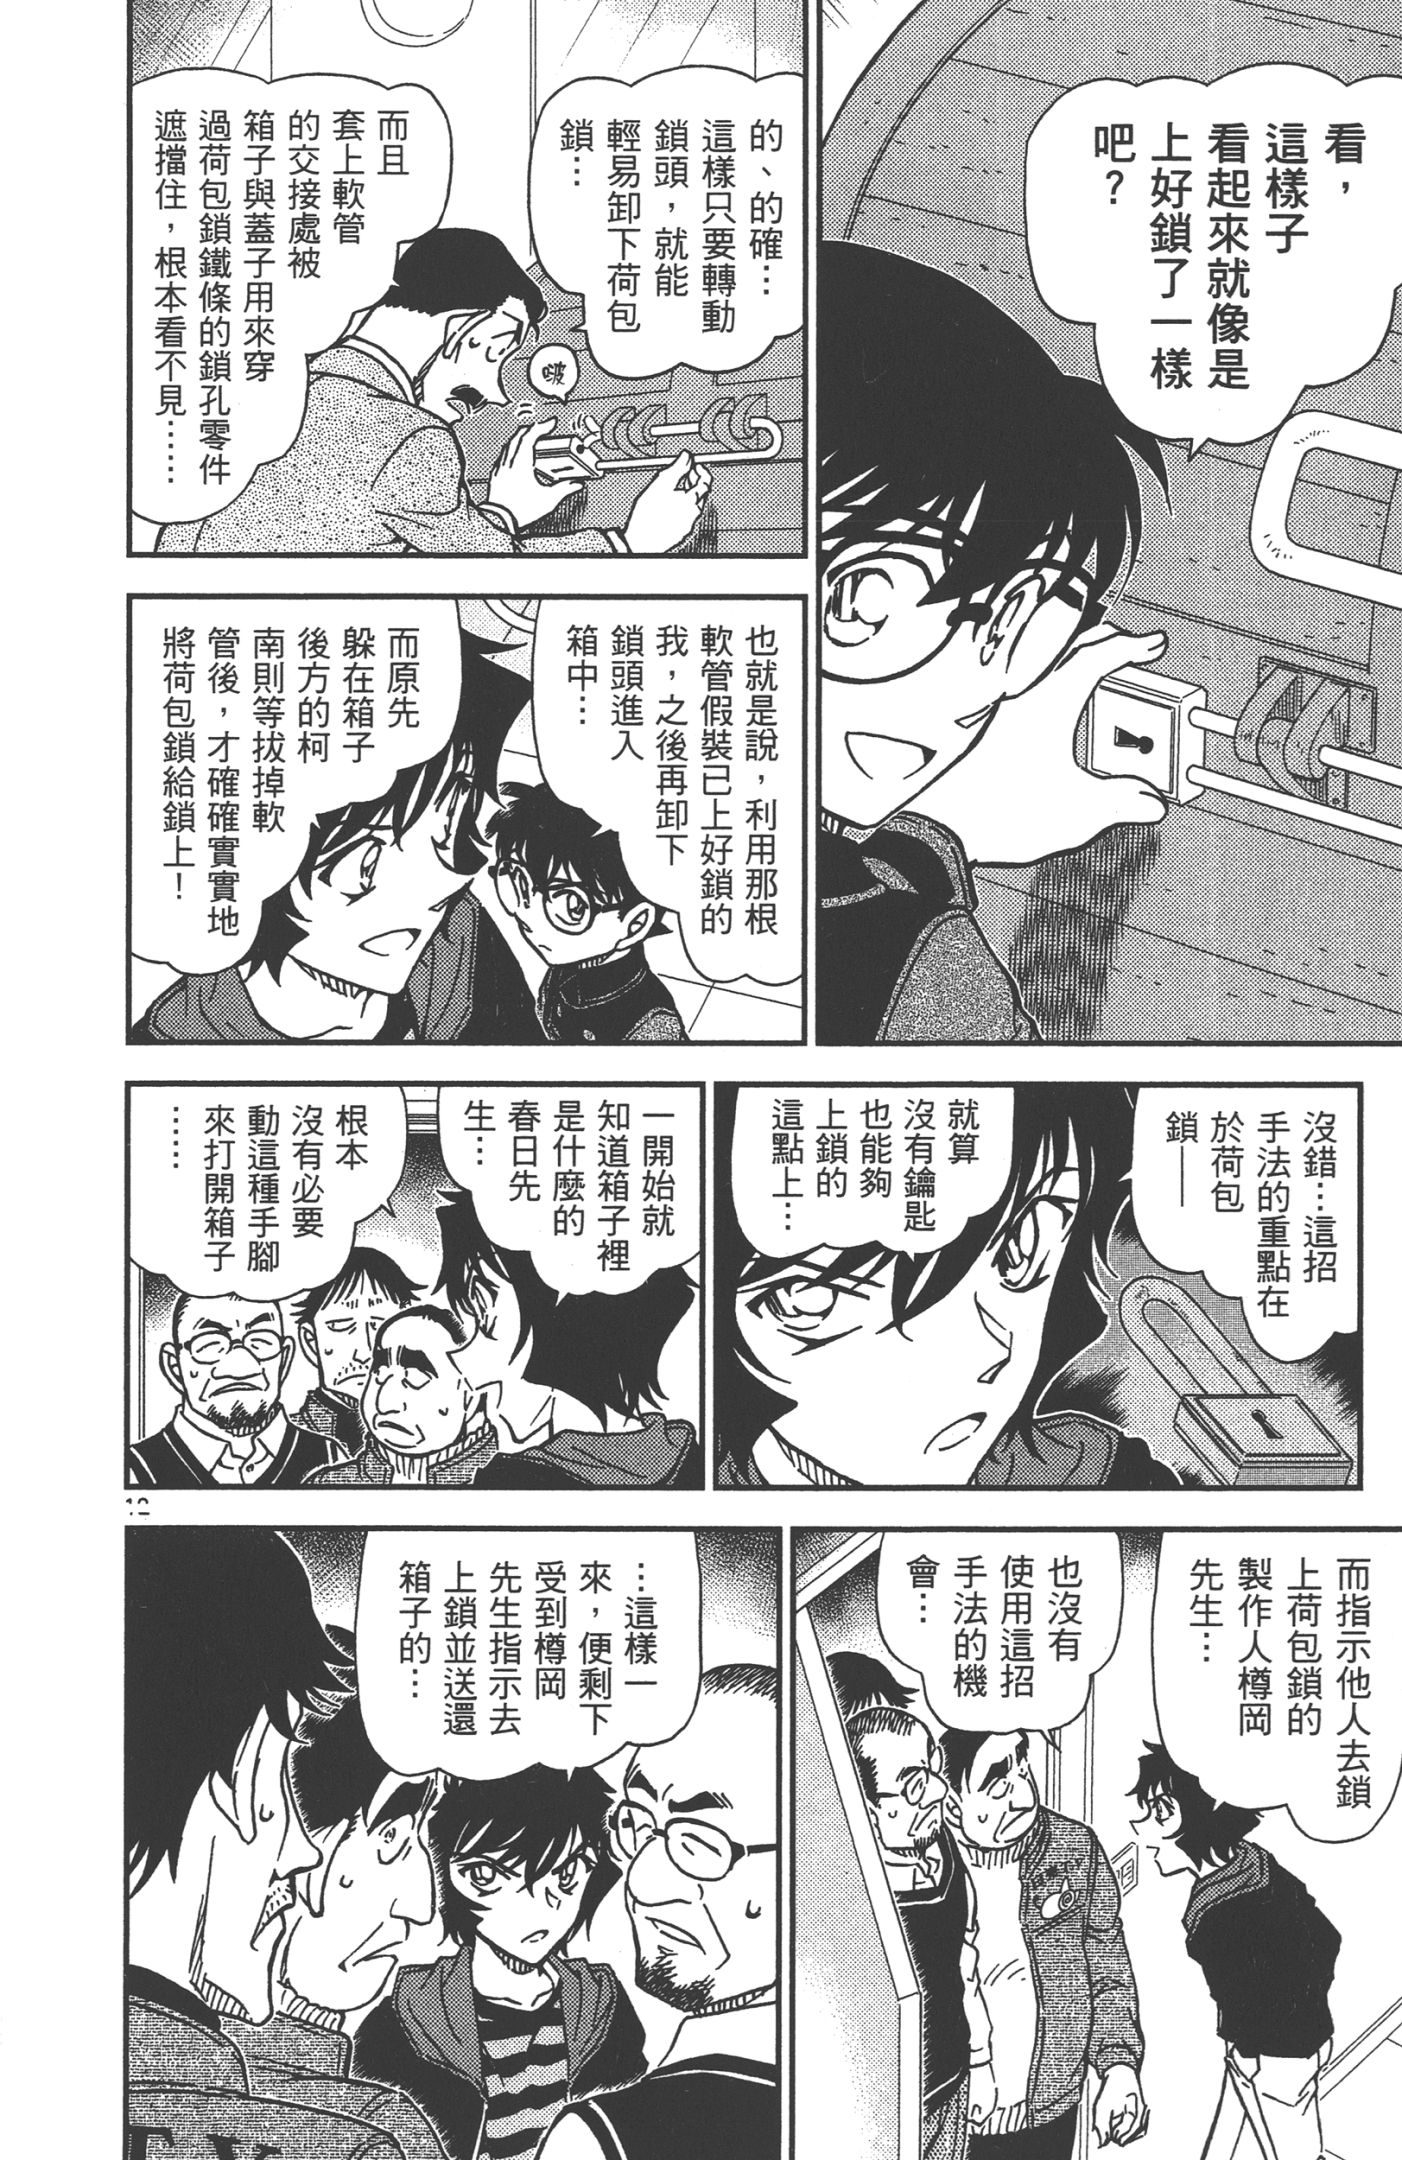 看，
這樣子
看起來就像是
上好鎖了一樣
吧？
的、的確…
這樣只要轉動
鎖頭，就能
輕易卸下荷包
鎖…
啵
而且
套上軟管
的交接處被
箱子與蓋子用來穿
過荷包鎖鐵條的鎖孔零件
遮擋住，根本看不見……
也就是說，利用那根
軟管假裝已上好鎖的
我，之後再卸下
鎖頭進入
箱中…
而原先
躲在箱子
後方的柯
南則等拔掉軟
管後，才確確實實地
將荷包鎖給鎖上！
沒錯…這招
手法的重點在
於荷包
鎖──
就算
沒有鑰匙
也能夠
上鎖的
這點上…
一開始就
知道箱子裡
是什麼的
春日先
生…
根本
沒有必要
動這種手腳
來打開箱子
……
12
而指示他人去鎖
上荷包鎖的
製作人樽岡
先生…
也沒有
使用這招
手法的機
會…
…這樣一
來，便剩下
受到樽岡
先生指示去
上鎖並送還
箱子的…
TV